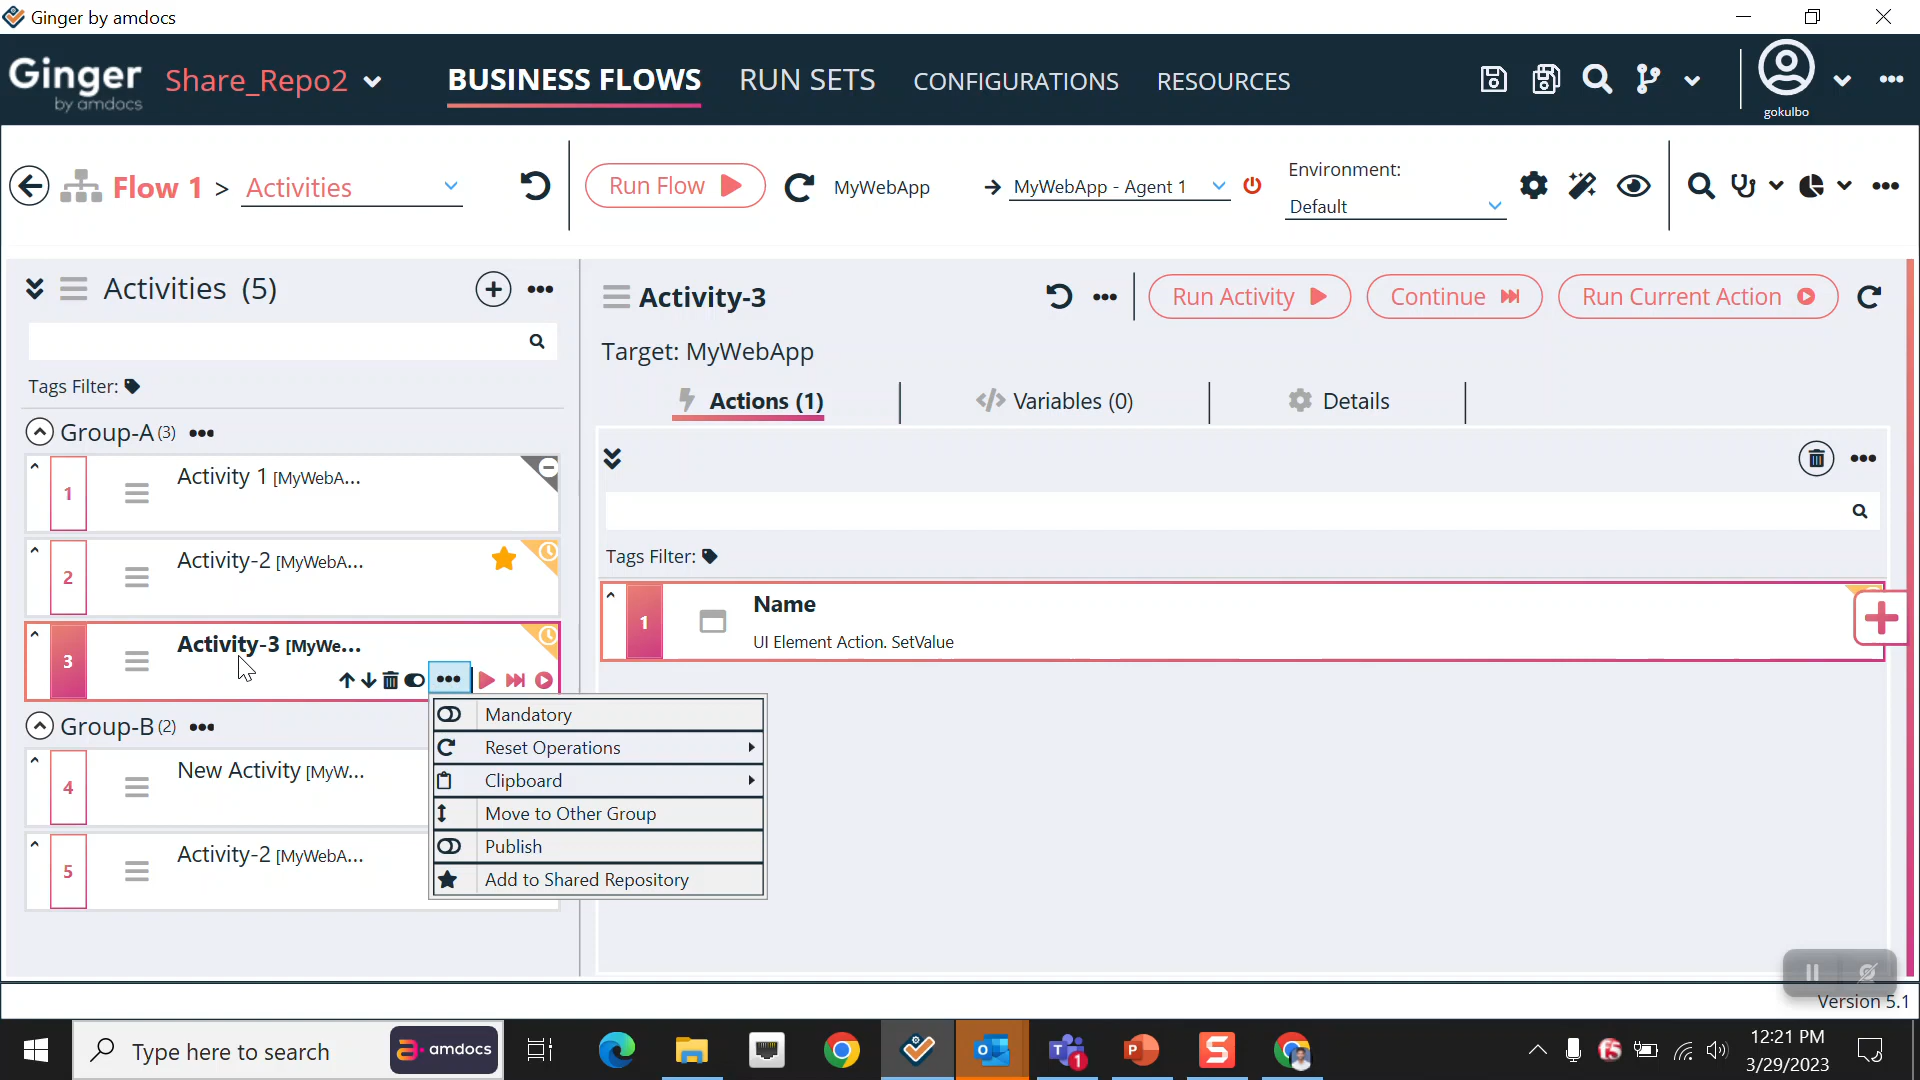 Ginger by amdocs
Ginger
by amdocs
Share_Repo2
BUSINESS FLOWS
RUN SETS
CONFIGURATIONS
RESOURCES
gokulbo
Flow 1 > Activities
Run Flow
MyWebApp
MyWebApp - Agent 1
Environment:
Default
Activities (5)
Tags Filter:
Group-A (3)
1
Activity 1 [MyWebA...
2
Activity-2 [MyWebA...
3
Activity-3 [MyWe...
Group-B (2)
4
New Activity [MyW...
5
Activity-2 [MyWebA...
Mandatory
Reset Operations
Clipboard
Move to Other Group
Publish
Add to Shared Repository
Activity-3
Run Activity
Continue
Run Current Action
Target: MyWebApp
Actions (1)
Variables (0)
Details
Tags Filter:
1
Name
UI Element Action. SetValue
Version 5.1
Type here to search
amdocs
1
12:21 PM
3/29/2023